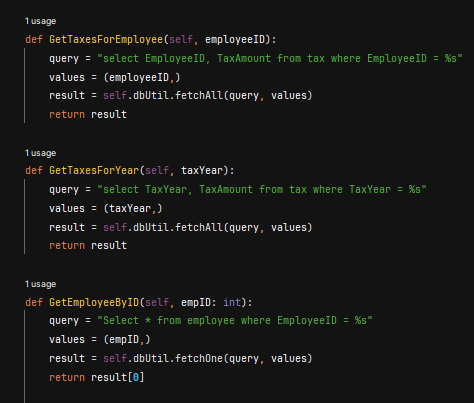 1 usage
def GetTaxesForEmployee(self, employeeID):
    query = "select EmployeeID, TaxAmount from tax where EmployeeID = %s"
    values = (employeeID,)
    result = self.dbUtil.fetchAll(query, values)
    return result
1 usage
def GetTaxesForYear(self, taxYear):
    query = "select TaxYear, TaxAmount from tax where TaxYear = %s"
    values = (taxYear,)
    result = self.dbUtil.fetchAll(query, values)
    return result
1 usage
def GetEmployeeByID(self, empID: int):
    query = "Select * from employee where EmployeeID = %s"
    values = (empID,)
    result = self.dbUtil.fetchOne(query, values)
    return result[0]